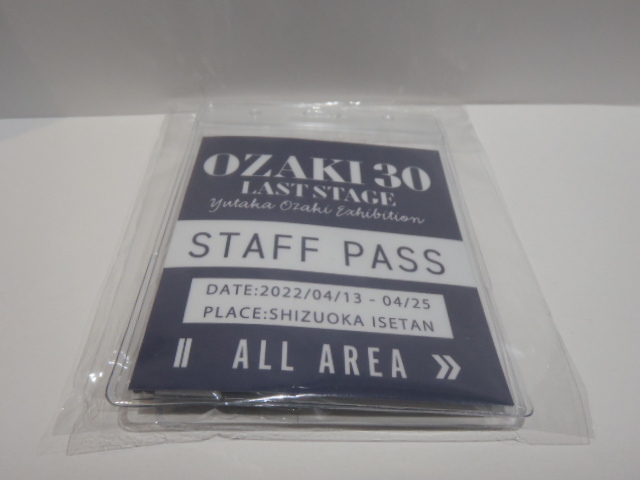 OZAKI 30
LAST STAGE
Yutaka Ozaki Exhibition
STAFF PASS
DATE:2022/04/13 - 04/25
PLACE:SHIZUOKA ISETAN
ALL AREA »